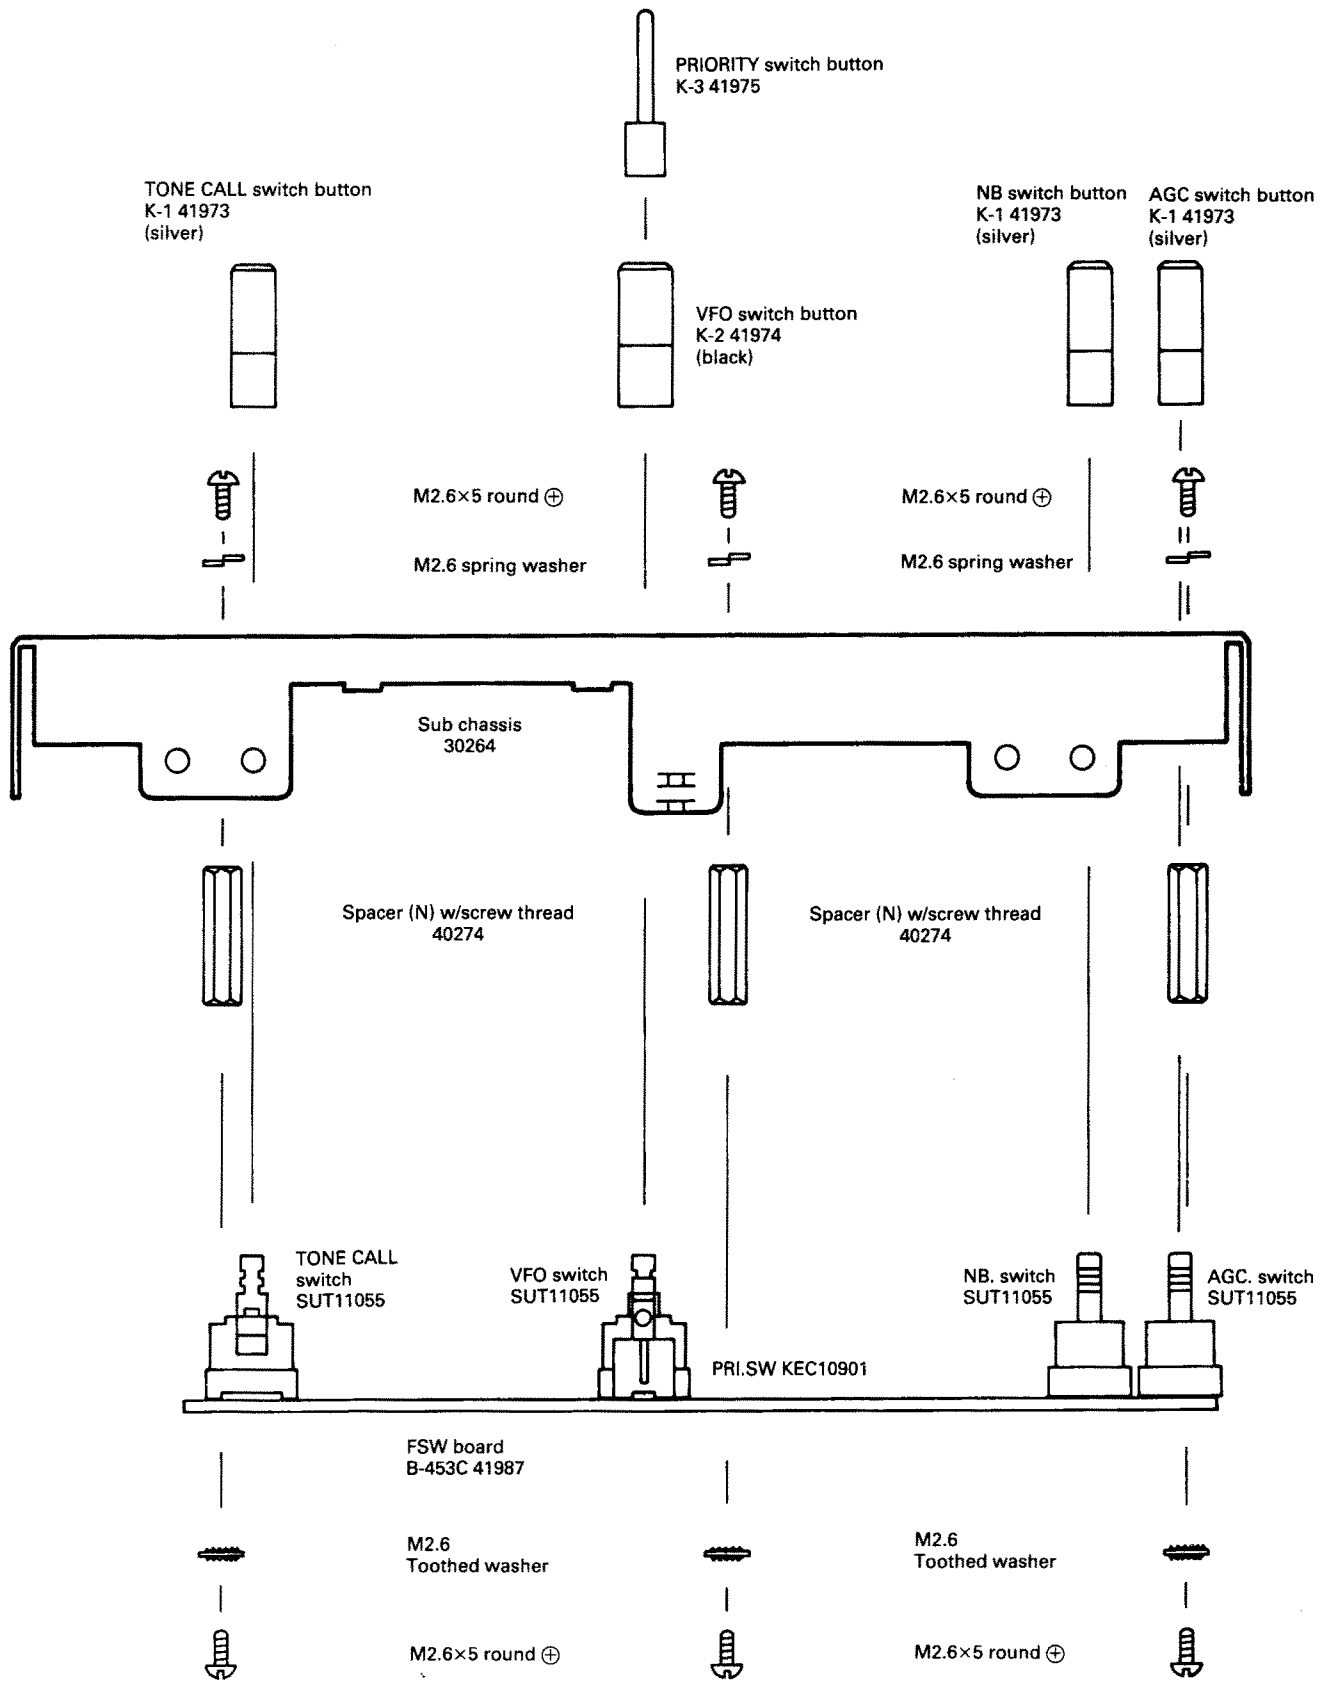 PRIORITY switch button
K-3 41975
TONE CALL switch button
K-1 41973
(silver)
NB switch button
K-1 41973
(silver)
AGC switch button
K-1 41973
(silver)
VFO switch button
K-2 41974
(black)
M2.6×5 round ⊕
M2.6×5 round ⊕
M2.6 spring washer
M2.6 spring washer
Sub chassis
30264
Spacer (N) w/screw thread
40274
Spacer (N) w/screw thread
40274
TONE CALL
switch
SUT11055
VFO switch
SUT11055
NB. switch
SUT11055
AGC. switch
SUT11055
PRI.SW KEC10901
FSW board
B-453C 41987
M2.6
Toothed washer
M2.6
Toothed washer
M2.6×5 round ⊕
M2.6×5 round ⊕